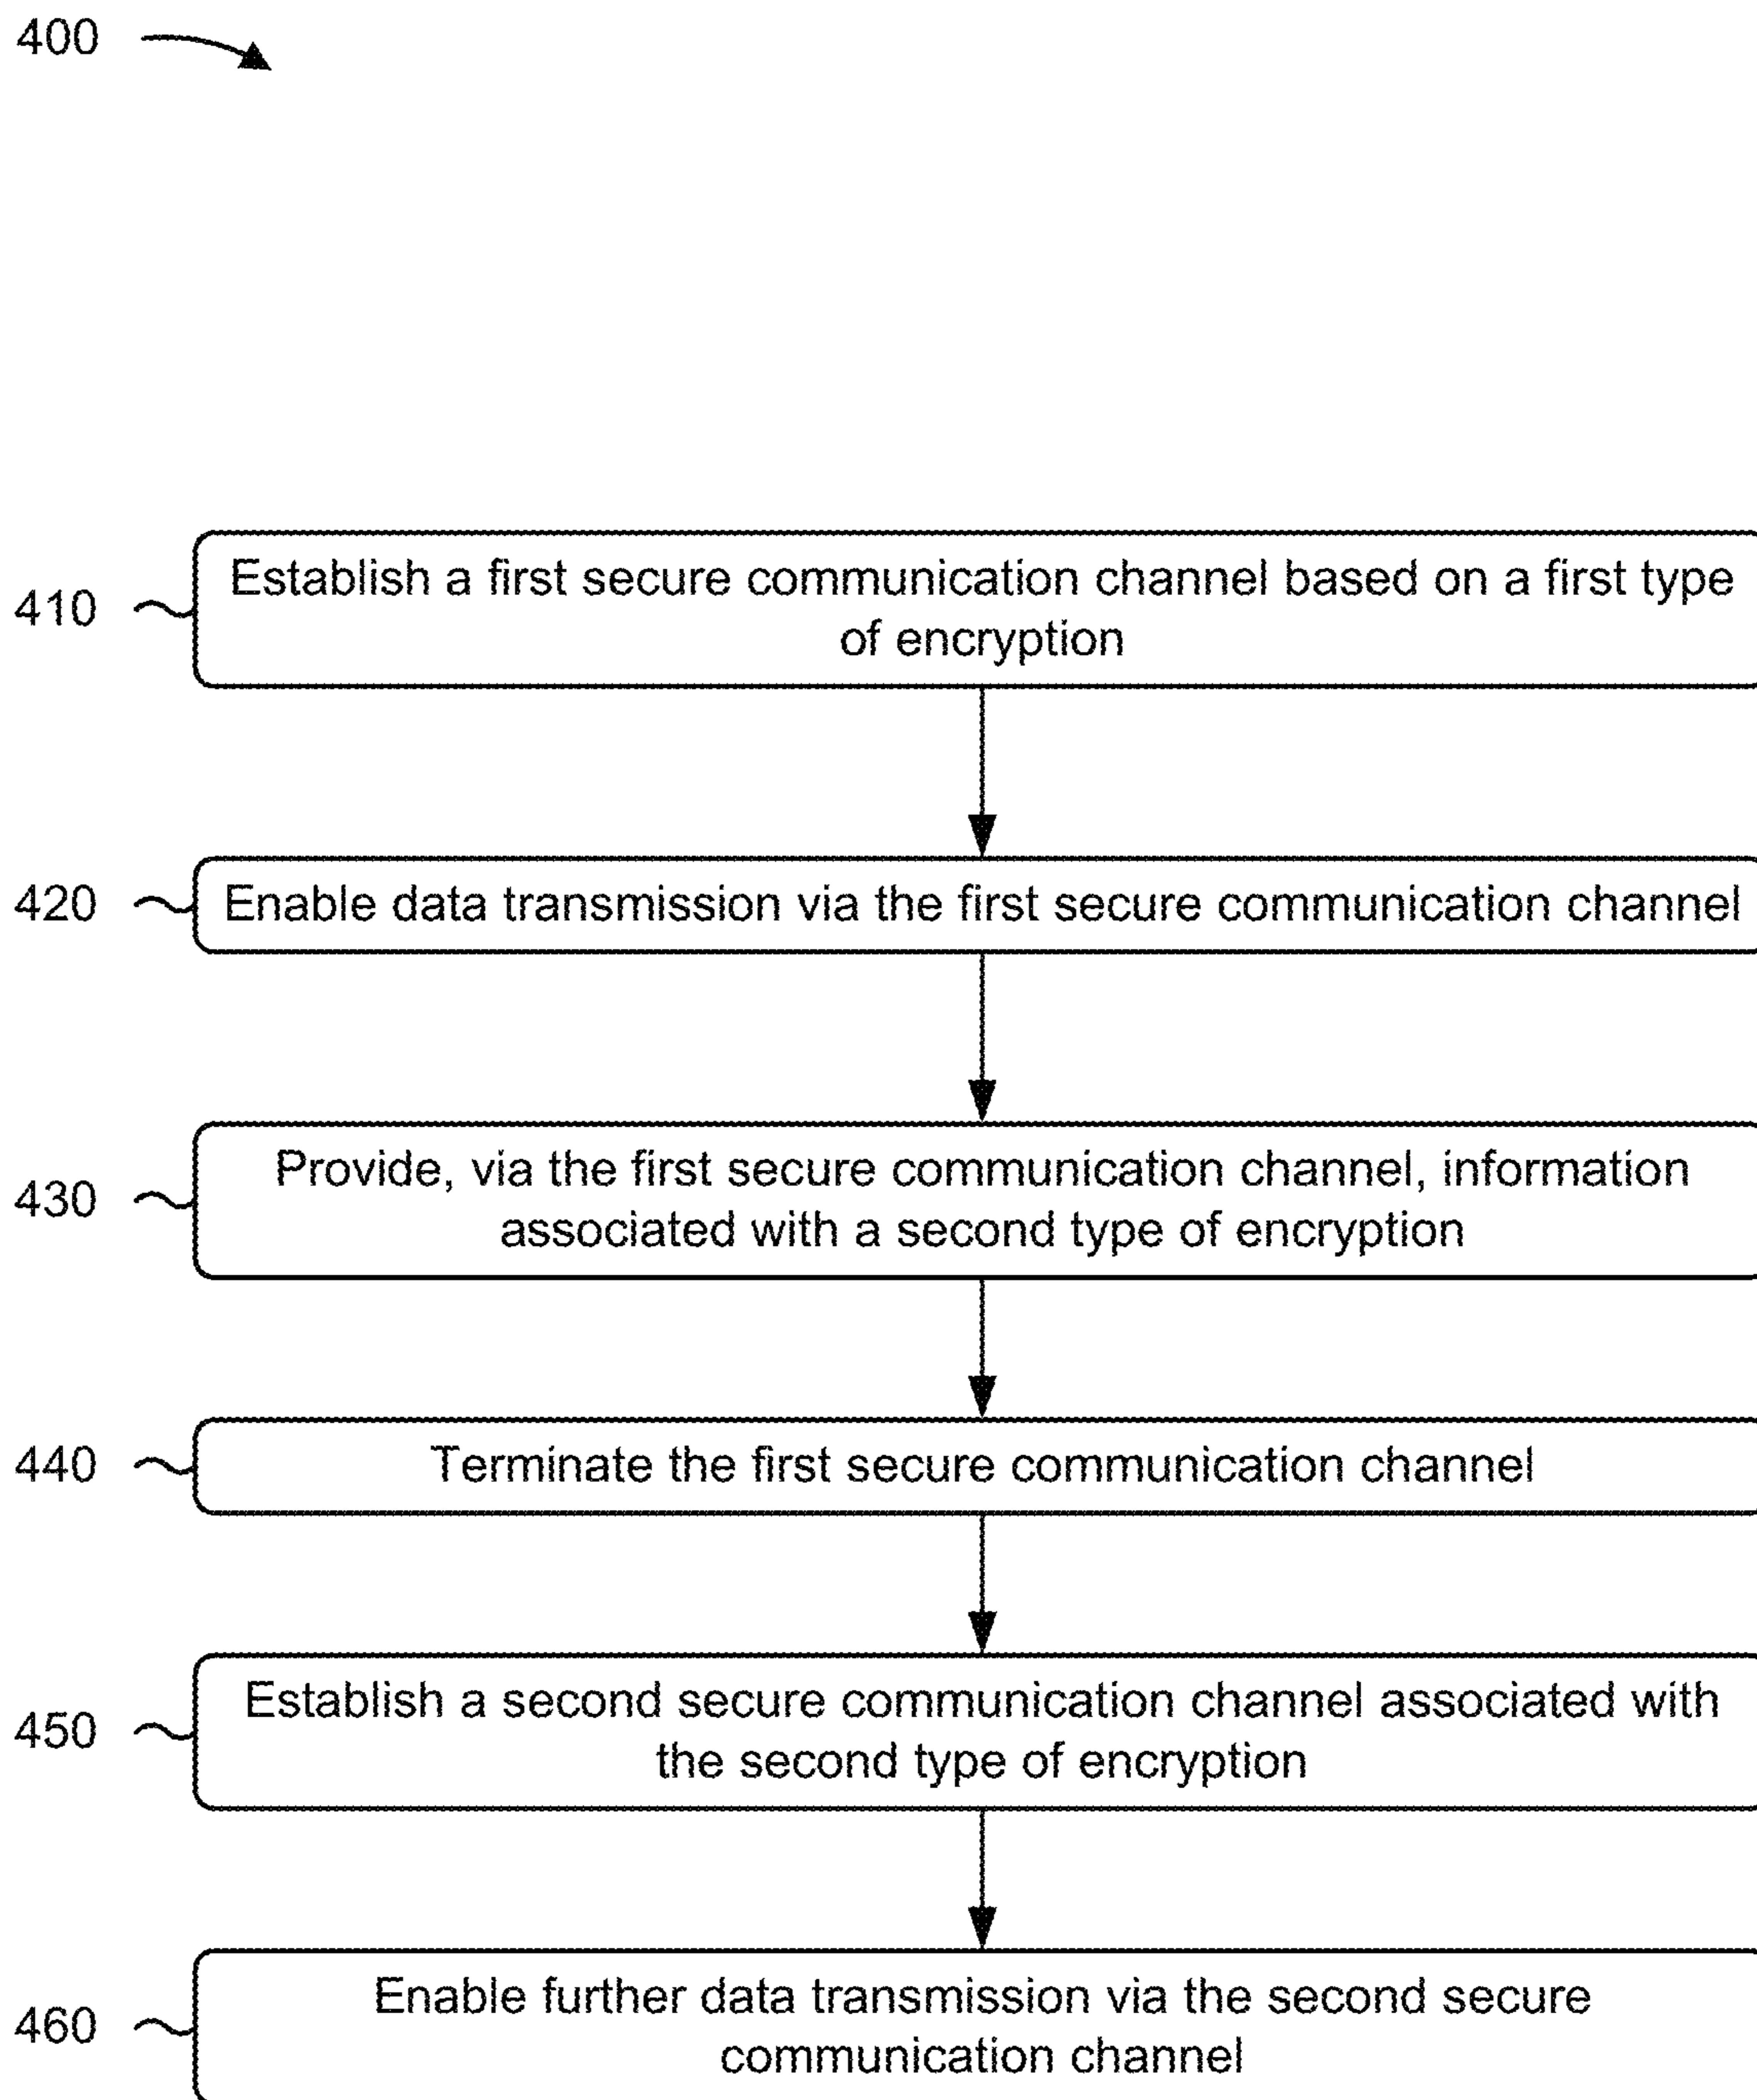 400
410
Establish a first secure communication channel based on a first type
of encryption
420
Enable data transmission via the first secure communication channel
430
Provide, via the first secure communication channel, information
associated with a second type of encryption
440
Terminate the first secure communication channel
450
Establish a second secure communication channel associated with
the second type of encryption
460
Enable further data transmission via the second secure
communication channel